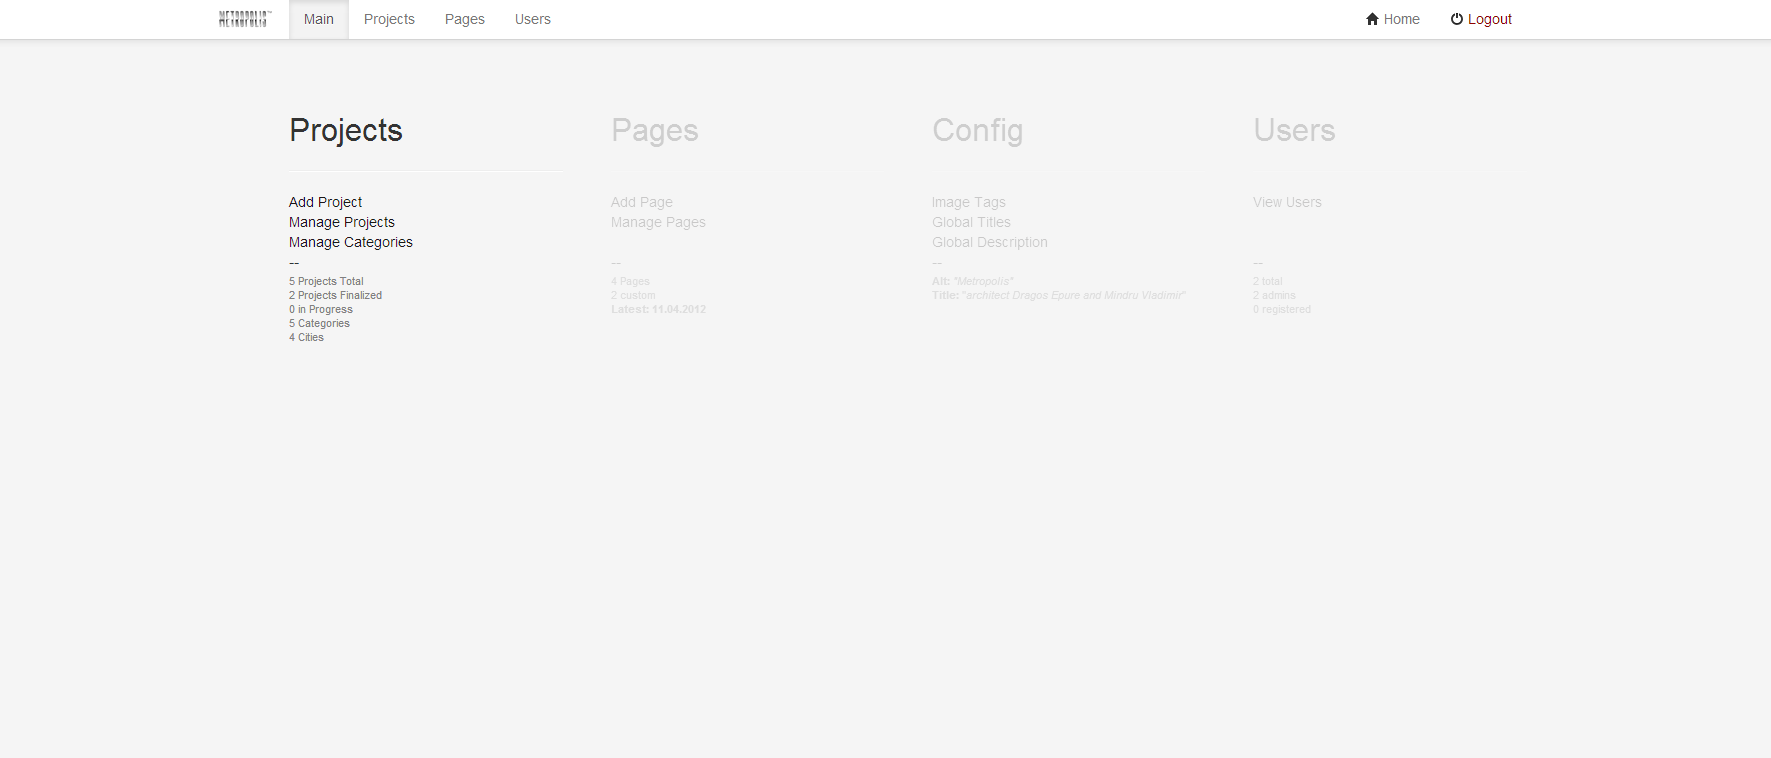 METROPOLIS™ Main Projects Pages Users Home Logout
Projects
Add Project
Manage Projects
Manage Categories
--
5 Projects Total
2 Projects Finalized
0 in Progress
5 Categories
4 Cities
Pages
Add Page
Manage Pages
--
4 Pages
2 custom
Latest: 11.04.2012
Config
Image Tags
Global Titles
Global Description
--
Alt: "Metropolis"
Title: "architect Dragos Epure and Mindru Vladimir"
Users
View Users
--
2 total
2 admins
0 registered